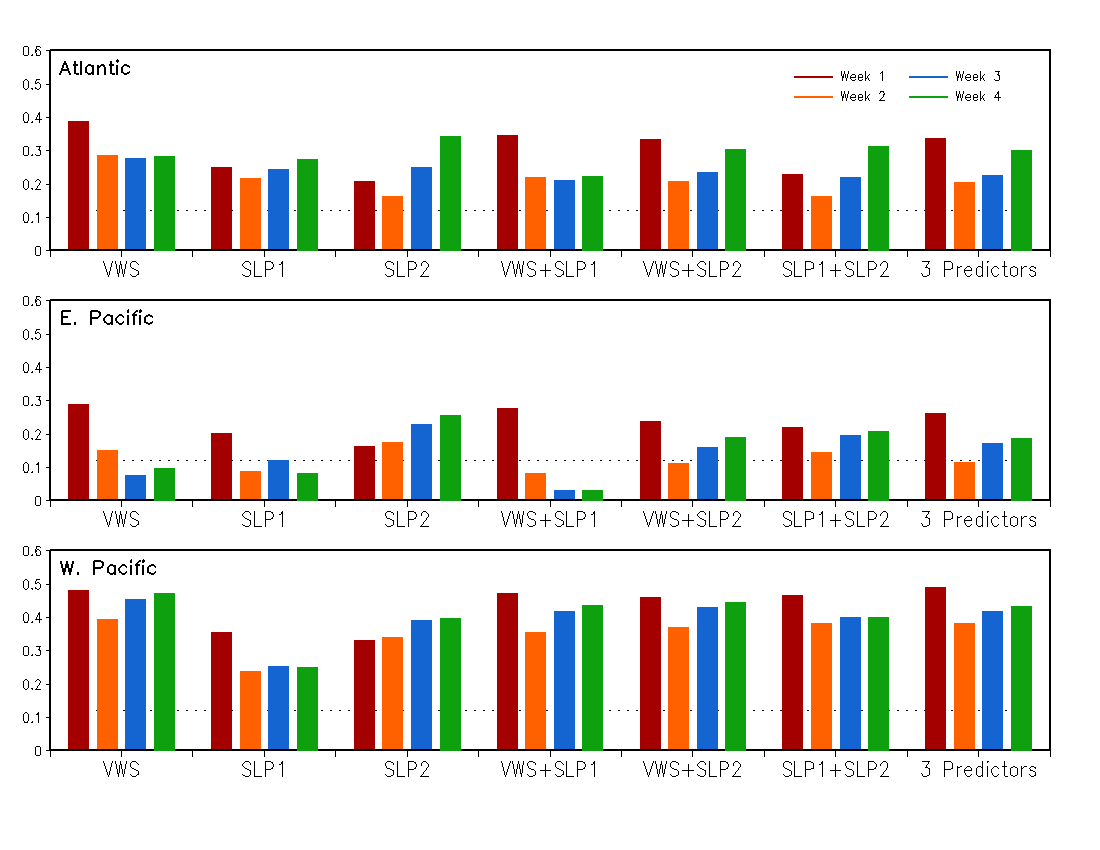 0.6
Atlantic
0.5
Week 1 Week 3
Week 2 Week 4
0.4
0.3
0.2
0.1
0
VWS SLP1 SLP2 VWS+SLP1 VWS+SLP2 SLP1+SLP2 3 Predictors
0.6
E. Pacific
0.5
0.4
0.3
0.2
0.1
0
VWS SLP1 SLP2 VWS+SLP1 VWS+SLP2 SLP1+SLP2 3 Predictors
0.6
W. Pacific
0.5
0.4
0.3
0.2
0.1
0
VWS SLP1 SLP2 VWS+SLP1 VWS+SLP2 SLP1+SLP2 3 Predictors